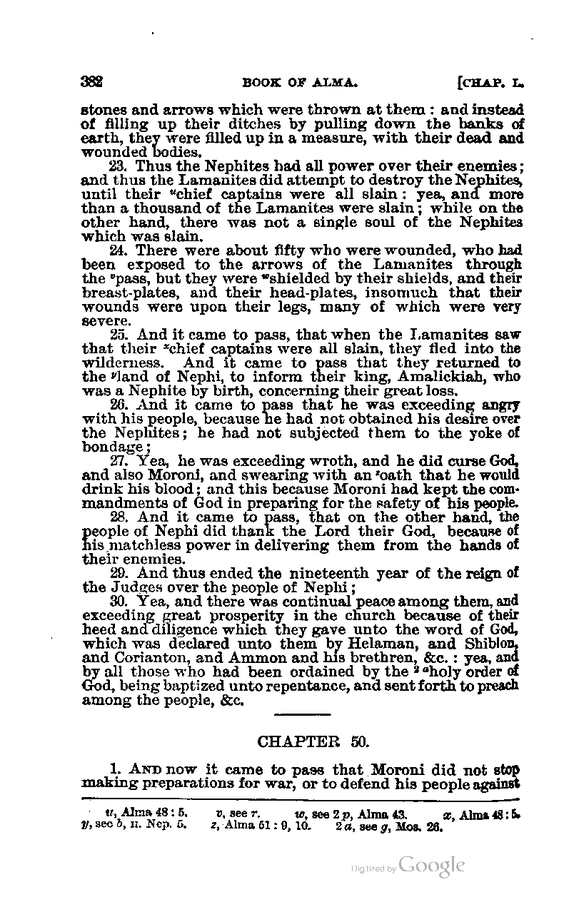 382 BOOK OF ALMA. [CHAP. L.
stones and arrows which were thrown at them : and instead
of filling up their ditches by pulling down the banks of
earth, they were filled up in a measure, with their dead and
wounded bodies.
23. Thus the Nephites had all power over their enemies;
and thus the Lamanites did attempt to destroy the Nephites,
until their ᵘchief captains were all slain : yea, and more
than a thousand of the Lamanites were slain; while on the
other hand, there was not a single soul of the Nephites
which was slain.
24. There were about fifty who were wounded, who had
been exposed to the arrows of the Lamanites through
the ᵛpass, but they were ʷshielded by their shields, and their
breast-plates, and their head-plates, insomuch that their
wounds were upon their legs, many of which were very
severe.
25. And it came to pass, that when the Lamanites saw
that their ˣchief captains were all slain, they fled into the
wilderness. And it came to pass that they returned to
the ʸland of Nephi, to inform their king, Amalickiah, who
was a Nephite by birth, concerning their great loss.
26. And it came to pass that he was exceeding angry
with his people, because he had not obtained his desire over
the Nephites; he had not subjected them to the yoke of
bondage;
27. Yea, he was exceeding wroth, and he did curse God,
and also Moroni, and swearing with an ᶻoath that he would
drink his blood; and this because Moroni had kept the com-
mandments of God in preparing for the safety of his people.
28. And it came to pass, that on the other hand, the
people of Nephi did thank the Lord their God, because of
his matchless power in delivering them from the hands of
their enemies.
29. And thus ended the nineteenth year of the reign of
the Judges over the people of Nephi;
30. Yea, and there was continual peace among them, and
exceeding great prosperity in the church because of their
heed and diligence which they gave unto the word of God,
which was declared unto them by Helaman, and Shiblon,
and Corianton, and Ammon and his brethren, &c. : yea, and
by all those who had been ordained by the ²ᵃholy order of
God, being baptized unto repentance, and sent forth to preach
among the people, &c.
CHAPTER 50.
1. AND now it came to pass that Moroni did not stop
making preparations for war, or to defend his people against
u, Alma 48 : 5. v, see r. w, see 2 p, Alma 43. x, Alma 48 : 5.
y, see b, II. Nep. 5. z, Alma 51 : 9, 10. 2 a, see g, Mos. 26.
Digitized by Google